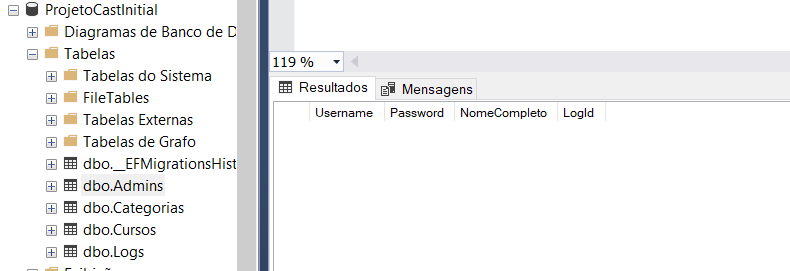 ProjetoCastInitial
Diagramas de Banco de D
Tabelas
Tabelas do Sistema
FileTables
Tabelas Externas
Tabelas de Grafo
dbo.__EFMigrationsHist
dbo.Admins
dbo.Categorias
dbo.Cursos
dbo.Logs
119 %
Resultados Mensagens
Username Password NomeCompleto LogId